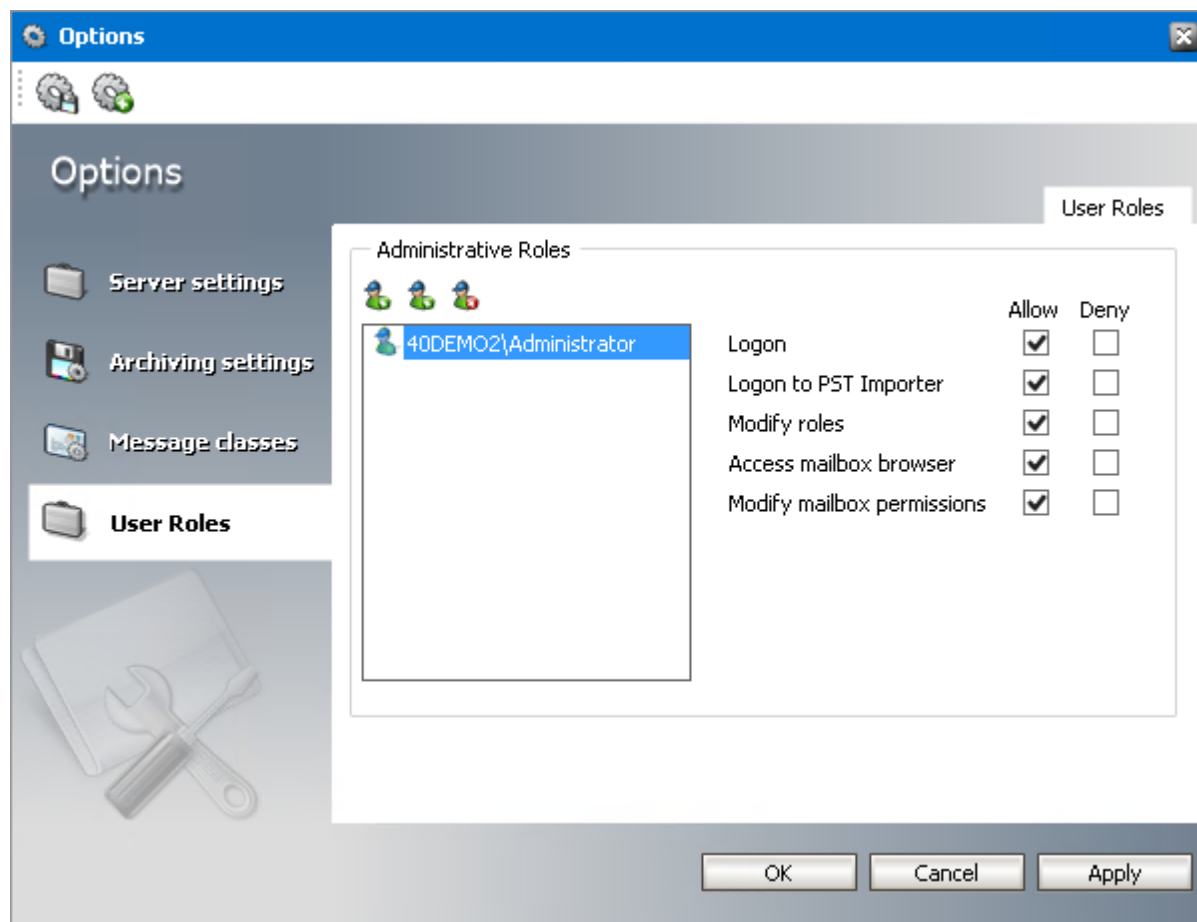 Options
Options
User Roles
Server settings
Archiving settings
Message classes
User Roles
Administrative Roles
40DEMO2\Administrator
Allow Deny
Logon
Logon to PST Importer
Modify roles
Access mailbox browser
Modify mailbox permissions
OK Cancel Apply